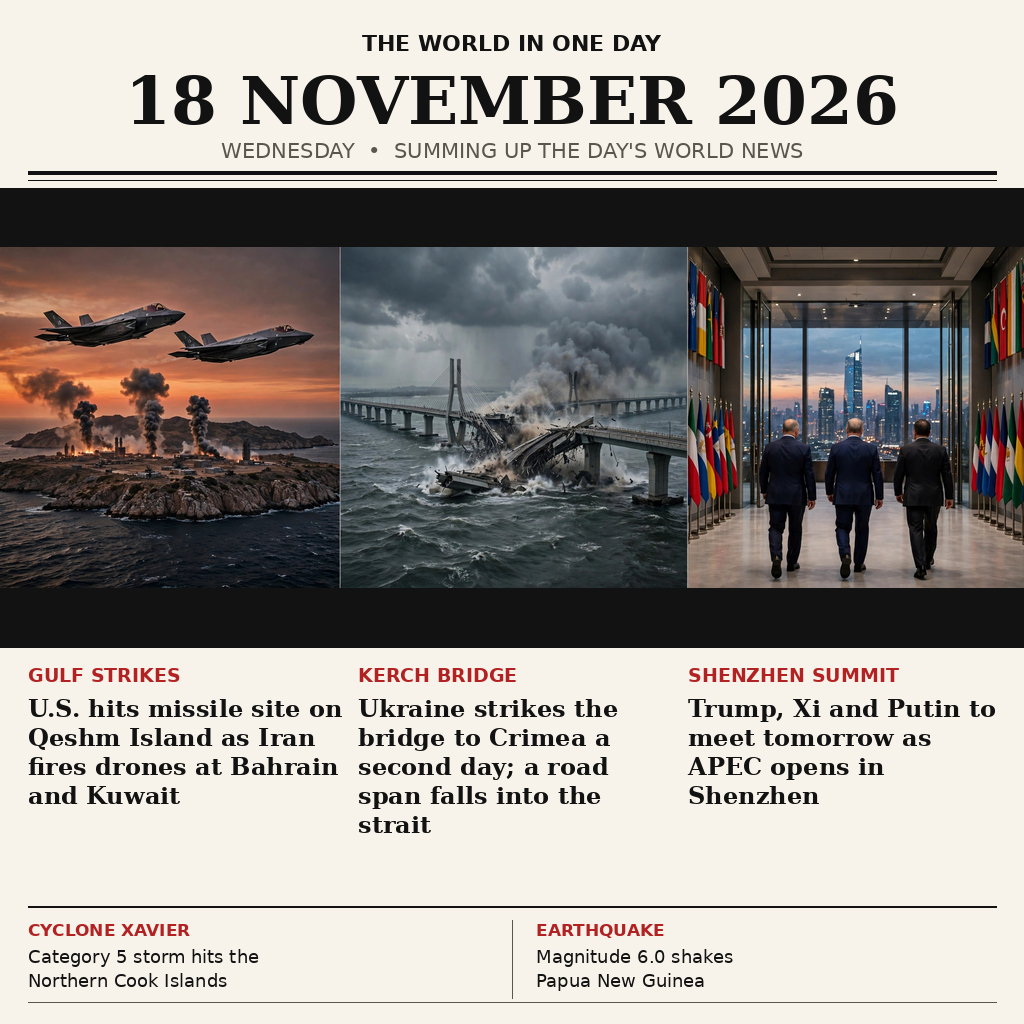 THE WORLD IN ONE DAY
18 NOVEMBER 2026
WEDNESDAY • SUMMING UP THE DAY'S WORLD NEWS
GULF STRIKES
U.S. hits missile site on
Qeshm Island as Iran
fires drones at Bahrain
and Kuwait
KERCH BRIDGE
Ukraine strikes the
bridge to Crimea a
second day; a road
span falls into the
strait
SHENZHEN SUMMIT
Trump, Xi and Putin to
meet tomorrow as
APEC opens in
Shenzhen
CYCLONE XAVIER
Category 5 storm hits the
Northern Cook Islands
EARTHQUAKE
Magnitude 6.0 shakes
Papua New Guinea